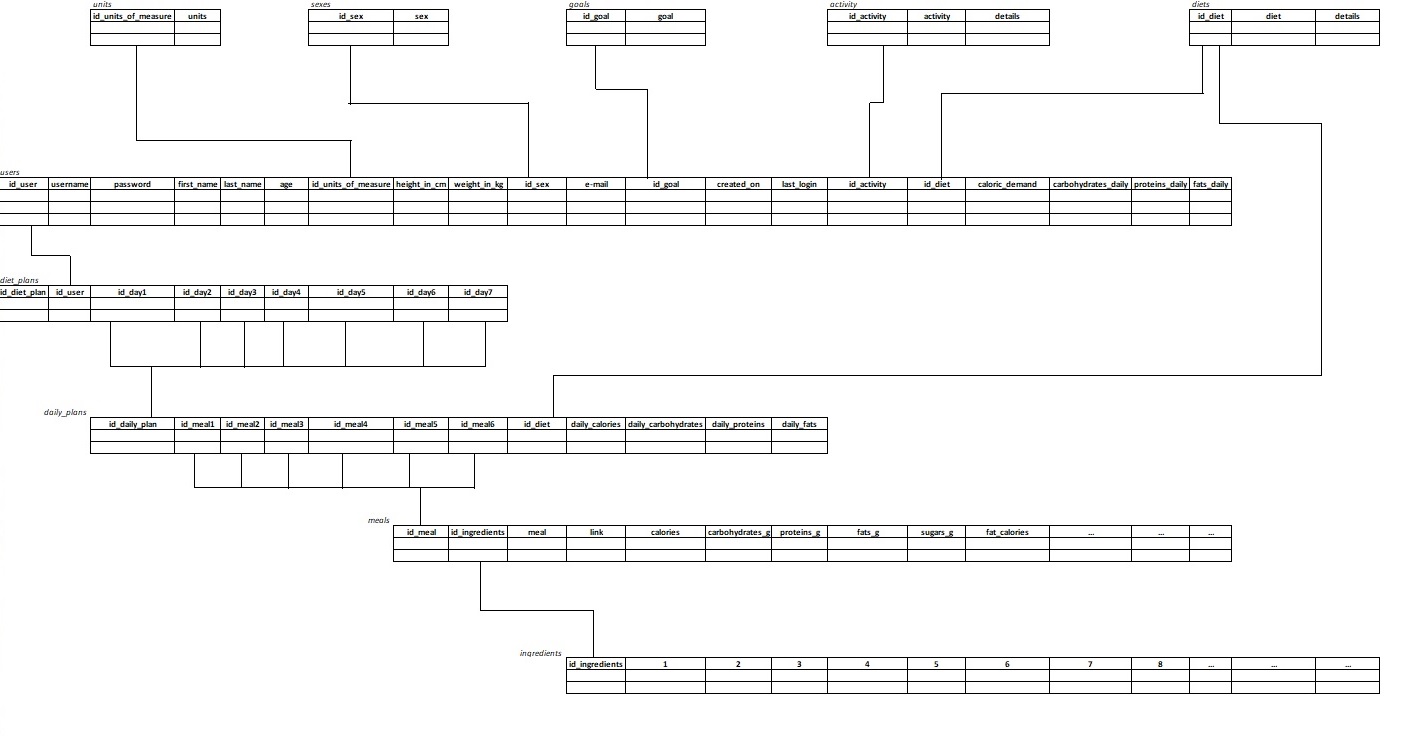 units sexes goals activity diets
id_units_of_measure units id_sex sex id_goal goal id_activity activity details id_diet diet details
users
id_user username password first_name last_name age id_units_of_measure height_in_cm weight_in_kg id_sex e-mail id_goal created_on last_login id_activity id_diet caloric_demand carbohydrates_daily proteins_daily fats_daily
diet_plans
id_diet_plan id_user id_day1 id_day2 id_day3 id_day4 id_day5 id_day6 id_day7
daily_plans
id_daily_plan id_meal1 id_meal2 id_meal3 id_meal4 id_meal5 id_meal6 id_diet daily_calories daily_carbohydrates daily_proteins daily_fats
meals
id_meal id_ingredients meal link calories carbohydrates_g proteins_g fats_g sugars_g fat_calories ... ... ...
ingredients
id_ingredients 1 2 3 4 5 6 7 8 ... ... ...